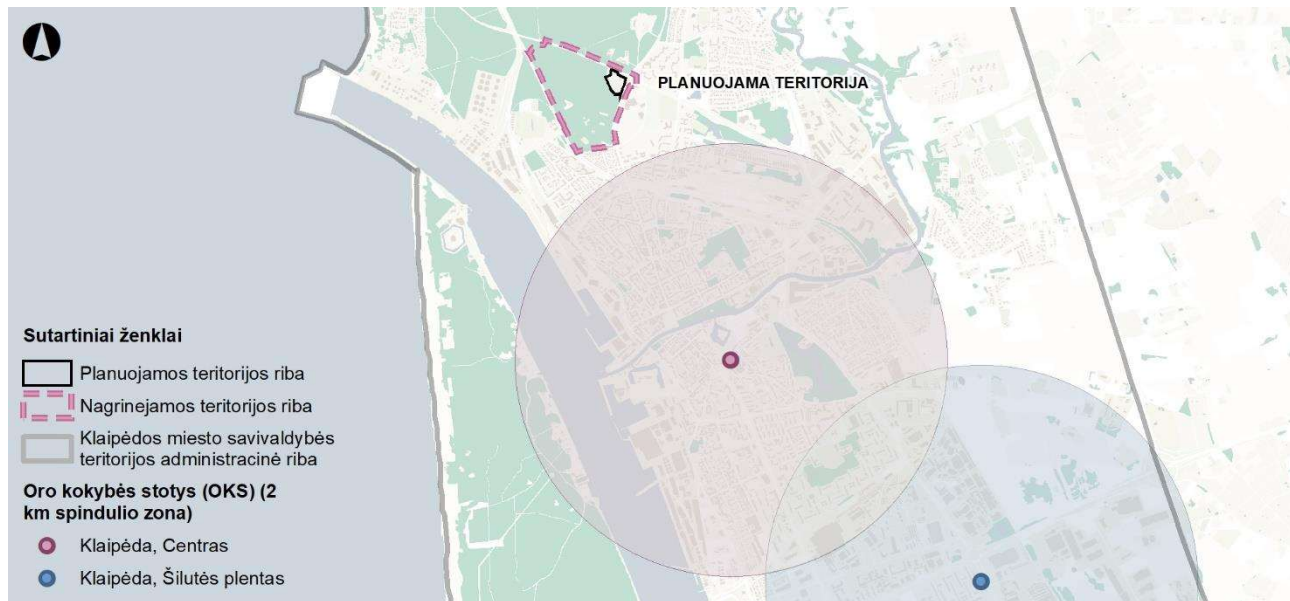 PLANUOJAMA TERITORIJA
Sutartiniai ženklai
Planuojamos teritorijos riba
Nagrinejamos teritorijos riba
Klaipėdos miesto savivaldybės
teritorijos administracinė riba
Oro kokybės stotys (OKS) (2
km spindulio zona)
Klaipėda, Centras
Klaipėda, Šilutės plentas